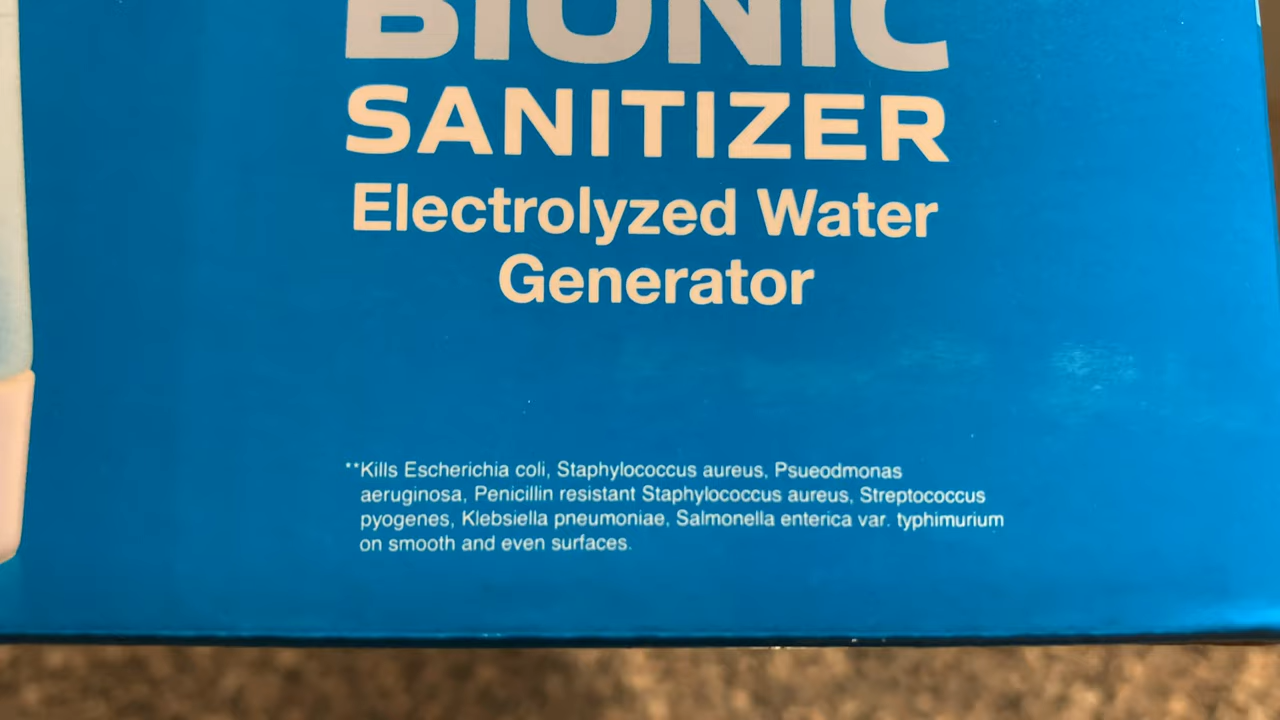 BIONIC
SANITIZER
Electrolyzed Water
Generator
**Kills Escherichia coli, Staphylococcus aureus, Psueodmonas
aeruginosa, Penicillin resistant Staphylococcus aureus, Streptococcus
pyogenes, Klebsiella pneumoniae, Salmonella enterica var. typhimurium
on smooth and even surfaces.